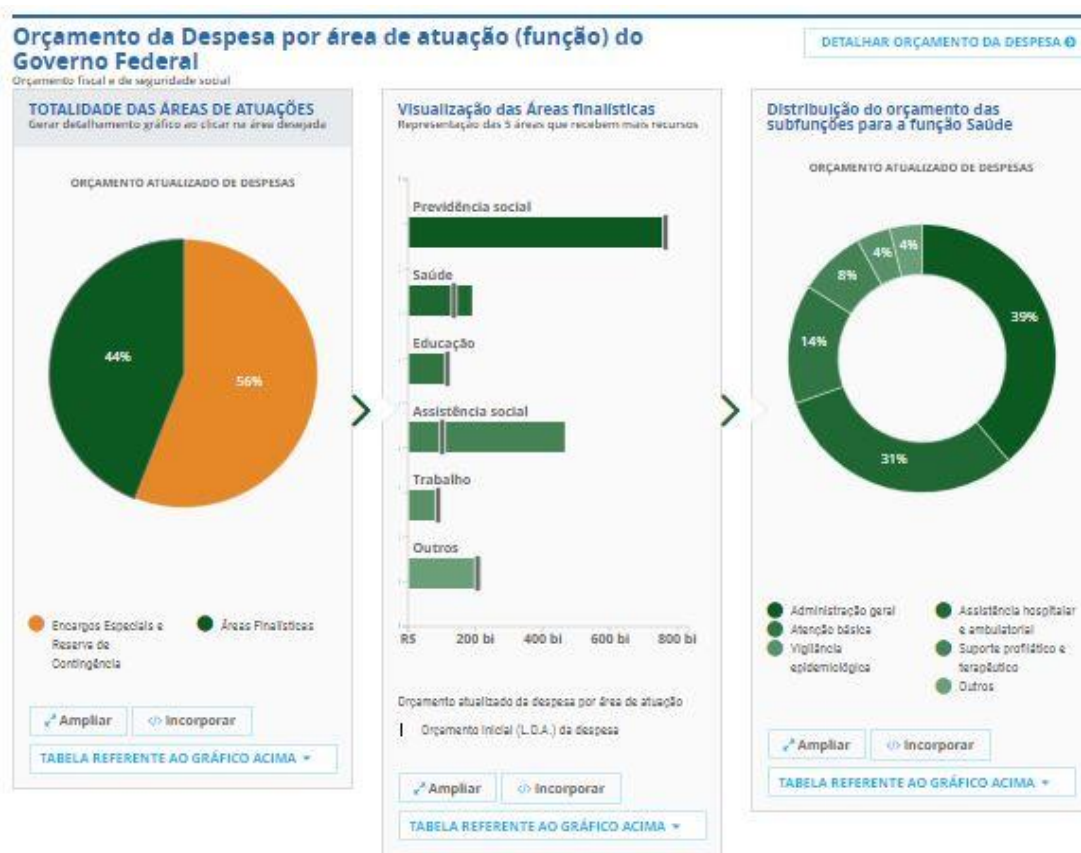 Orçamento da Despesa por área de atuação (função) do
Governo Federal
Orçamento fiscal e de seguridade social
DETALHAR ORÇAMENTO DA DESPESA
TOTALIDADE DAS ÁREAS DE ATUAÇÕES
Gerar detalhamento gráfico ao clicar na área desejada
ORÇAMENTO ATUALIZADO DE DESPESAS
44%
56%
Encargos Especiais e
Reserva de
Contingência
Áreas Finalísticas
Ampliar
</> Incorporar
TABELA REFERENTE AO GRÁFICO ACIMA
Visualização das Áreas finalísticas
Representação das 5 áreas que recebem mais recursos
Previdência social
Saúde
Educação
Assistência social
Trabalho
Outros
R$ 200 bi 400 bi 600 bi 800 bi
Orçamento atualizado da despesa por área de atuação
Orçamento Inicial (L.O.A.) da despesa
Ampliar
</> Incorporar
TABELA REFERENTE AO GRÁFICO ACIMA
Distribuição do orçamento das
subfunções para a função Saúde
ORÇAMENTO ATUALIZADO DE DESPESAS
4%
4%
8%
39%
14%
31%
Administração geral
Atenção básica
Vigilância
epidemiológica
Assistência hospitalar
e ambulatorial
Suporte profilático e
terapêutico
Outros
Ampliar
</> Incorporar
TABELA REFERENTE AO GRÁFICO ACIMA